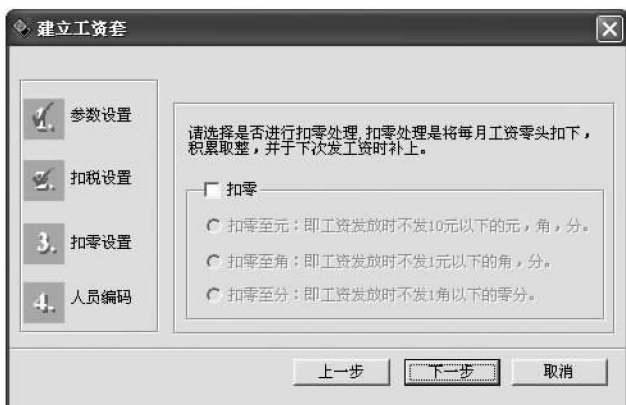 建立工资套
1. 参数设置
2. 扣税设置
3. 扣零设置
4. 人员编码
请选择是否进行扣零处理,扣零处理是将每月工资零头扣下,
积累取整,并于下次发工资时补上。
扣零
扣零至元:即工资发放时不发10元以下的元,角,分。
扣零至角:即工资发放时不发1元以下的角,分。
扣零至分:即工资发放时不发1角以下的零分。
上一步 下一步 取消